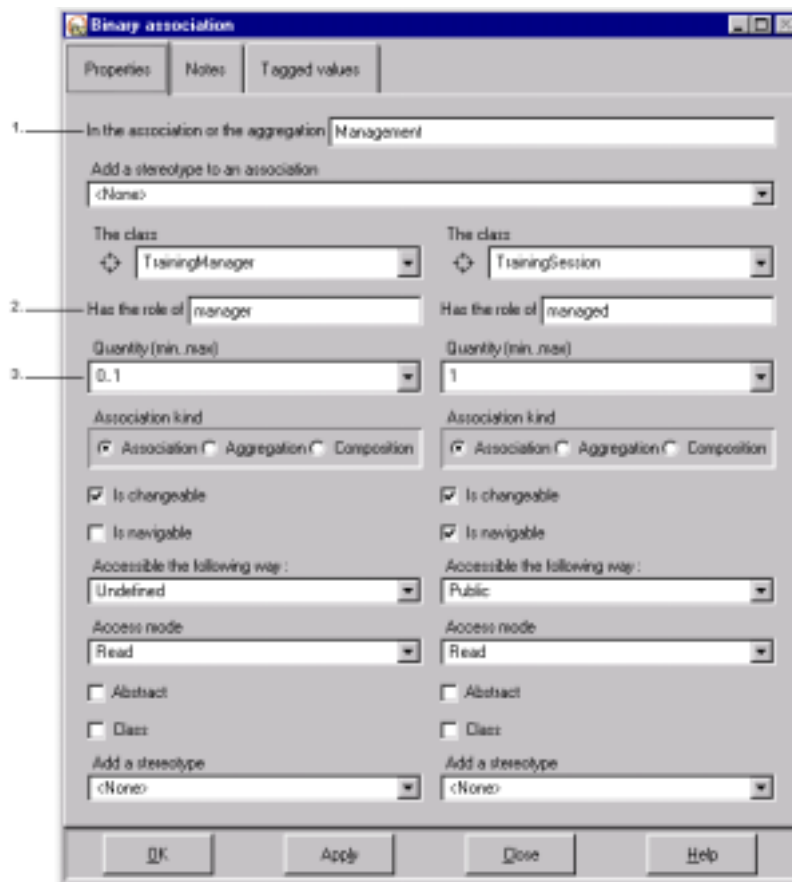 Binary association
Properties Notes Tagged values
1. In the association or the aggregation Management
Add a stereotype to an association
<None>
The class The class
TrainingManager TrainingSession
2. Has the role of manager Has the role of managed
Quantity (min..max) Quantity (min..max)
3. 0..1 1
Association kind Association kind
Association Aggregation Composition Association Aggregation Composition
Is changeable Is changeable
Is navigable Is navigable
Accessible the following way : Accessible the following way :
Undefined Public
Access mode Access mode
Read Read
Abstract Abstract
Class Class
Add a stereotype Add a stereotype
<None> <None>
OK Apply Close Help